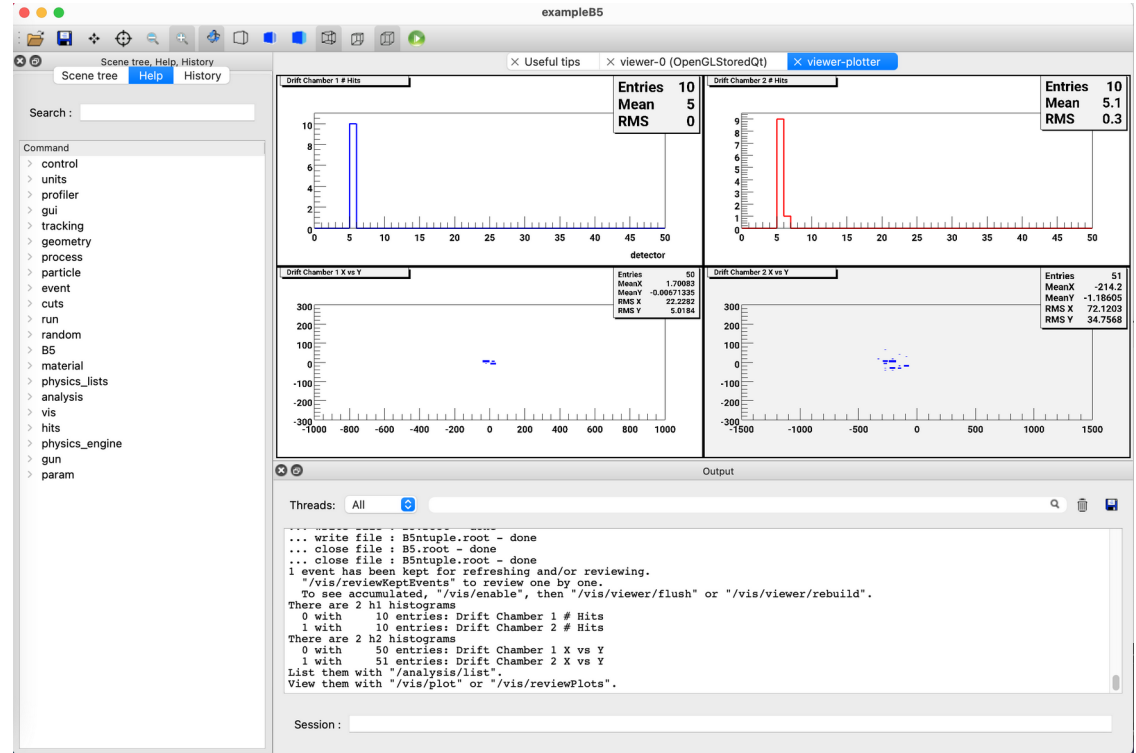 exampleB5
Scene tree, Help, History
Scene tree Help History
Search :
Command
control
units
profiler
gui
tracking
geometry
process
particle
event
cuts
run
random
B5
material
physics_lists
analysis
vis
hits
physics_engine
gun
param
Useful tips
viewer-0 (OpenGLStoredQt)
viewer-plotter
Drift Chamber 1 # Hits
Entries 10
Mean 5
RMS 0
10
8
6
4
2
0
0 5 10 15 20 25 30 35 40 45 50
detector
Drift Chamber 2 # Hits
Entries 10
Mean 5.1
RMS 0.3
9
8
7
6
5
4
3
2
1
0
0 5 10 15 20 25 30 35 40 45 50
Drift Chamber 1 X vs Y
Entries 50
MeanX 1.70083
MeanY -0.00671335
RMS X 22.2282
RMS Y 5.0184
300
200
100
0
-100
-200
-300
-1000 -800 -600 -400 -200 0 200 400 600 800 1000
Drift Chamber 2 X vs Y
Entries 51
MeanX -214.2
MeanY -1.18605
RMS X 72.1203
RMS Y 34.7568
300
200
100
0
-100
-200
-300
-1500 -1000 -500 0 500 1000 1500
Output
Threads: All
... write file : B5ntuple.root - done
... close file : B5.root - done
... close file : B5ntuple.root - done
1 event has been kept for refreshing and/or reviewing.
"/vis/reviewKeptEvents" to review one by one.
To see accumulated, "/vis/enable", then "/vis/viewer/flush" or "/vis/viewer/rebuild".
There are 2 h1 histograms
0 with 10 entries: Drift Chamber 1 # Hits
1 with 10 entries: Drift Chamber 2 # Hits
There are 2 h2 histograms
0 with 50 entries: Drift Chamber 1 X vs Y
1 with 51 entries: Drift Chamber 2 X vs Y
List them with "/analysis/list".
View them with "/vis/plot" or "/vis/reviewPlots".
Session :